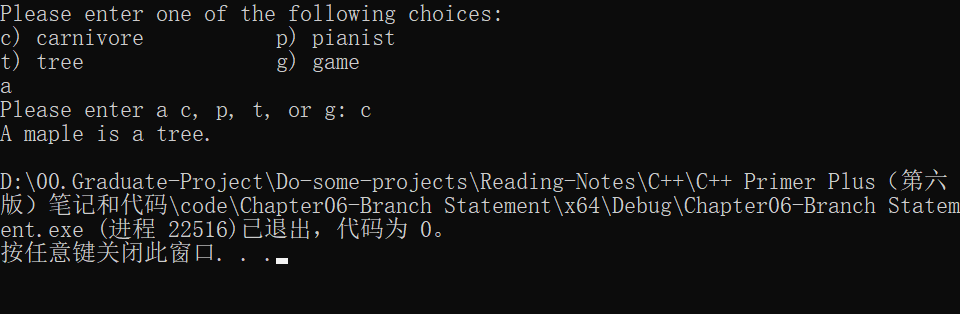 Please enter one of the following choices:
c) carnivore           p) pianist
t) tree                g) game
a
Please enter a c, p, t, or g: c
A maple is a tree.
D:\00.Graduate-Project\Do-some-projects\Reading-Notes\C++\C++ Primer Plus（第六
版）笔记和代码\code\Chapter06-Branch Statement\x64\Debug\Chapter06-Branch Statem
ent.exe (进程 22516)已退出，代码为 0。
按任意键关闭此窗口. . .